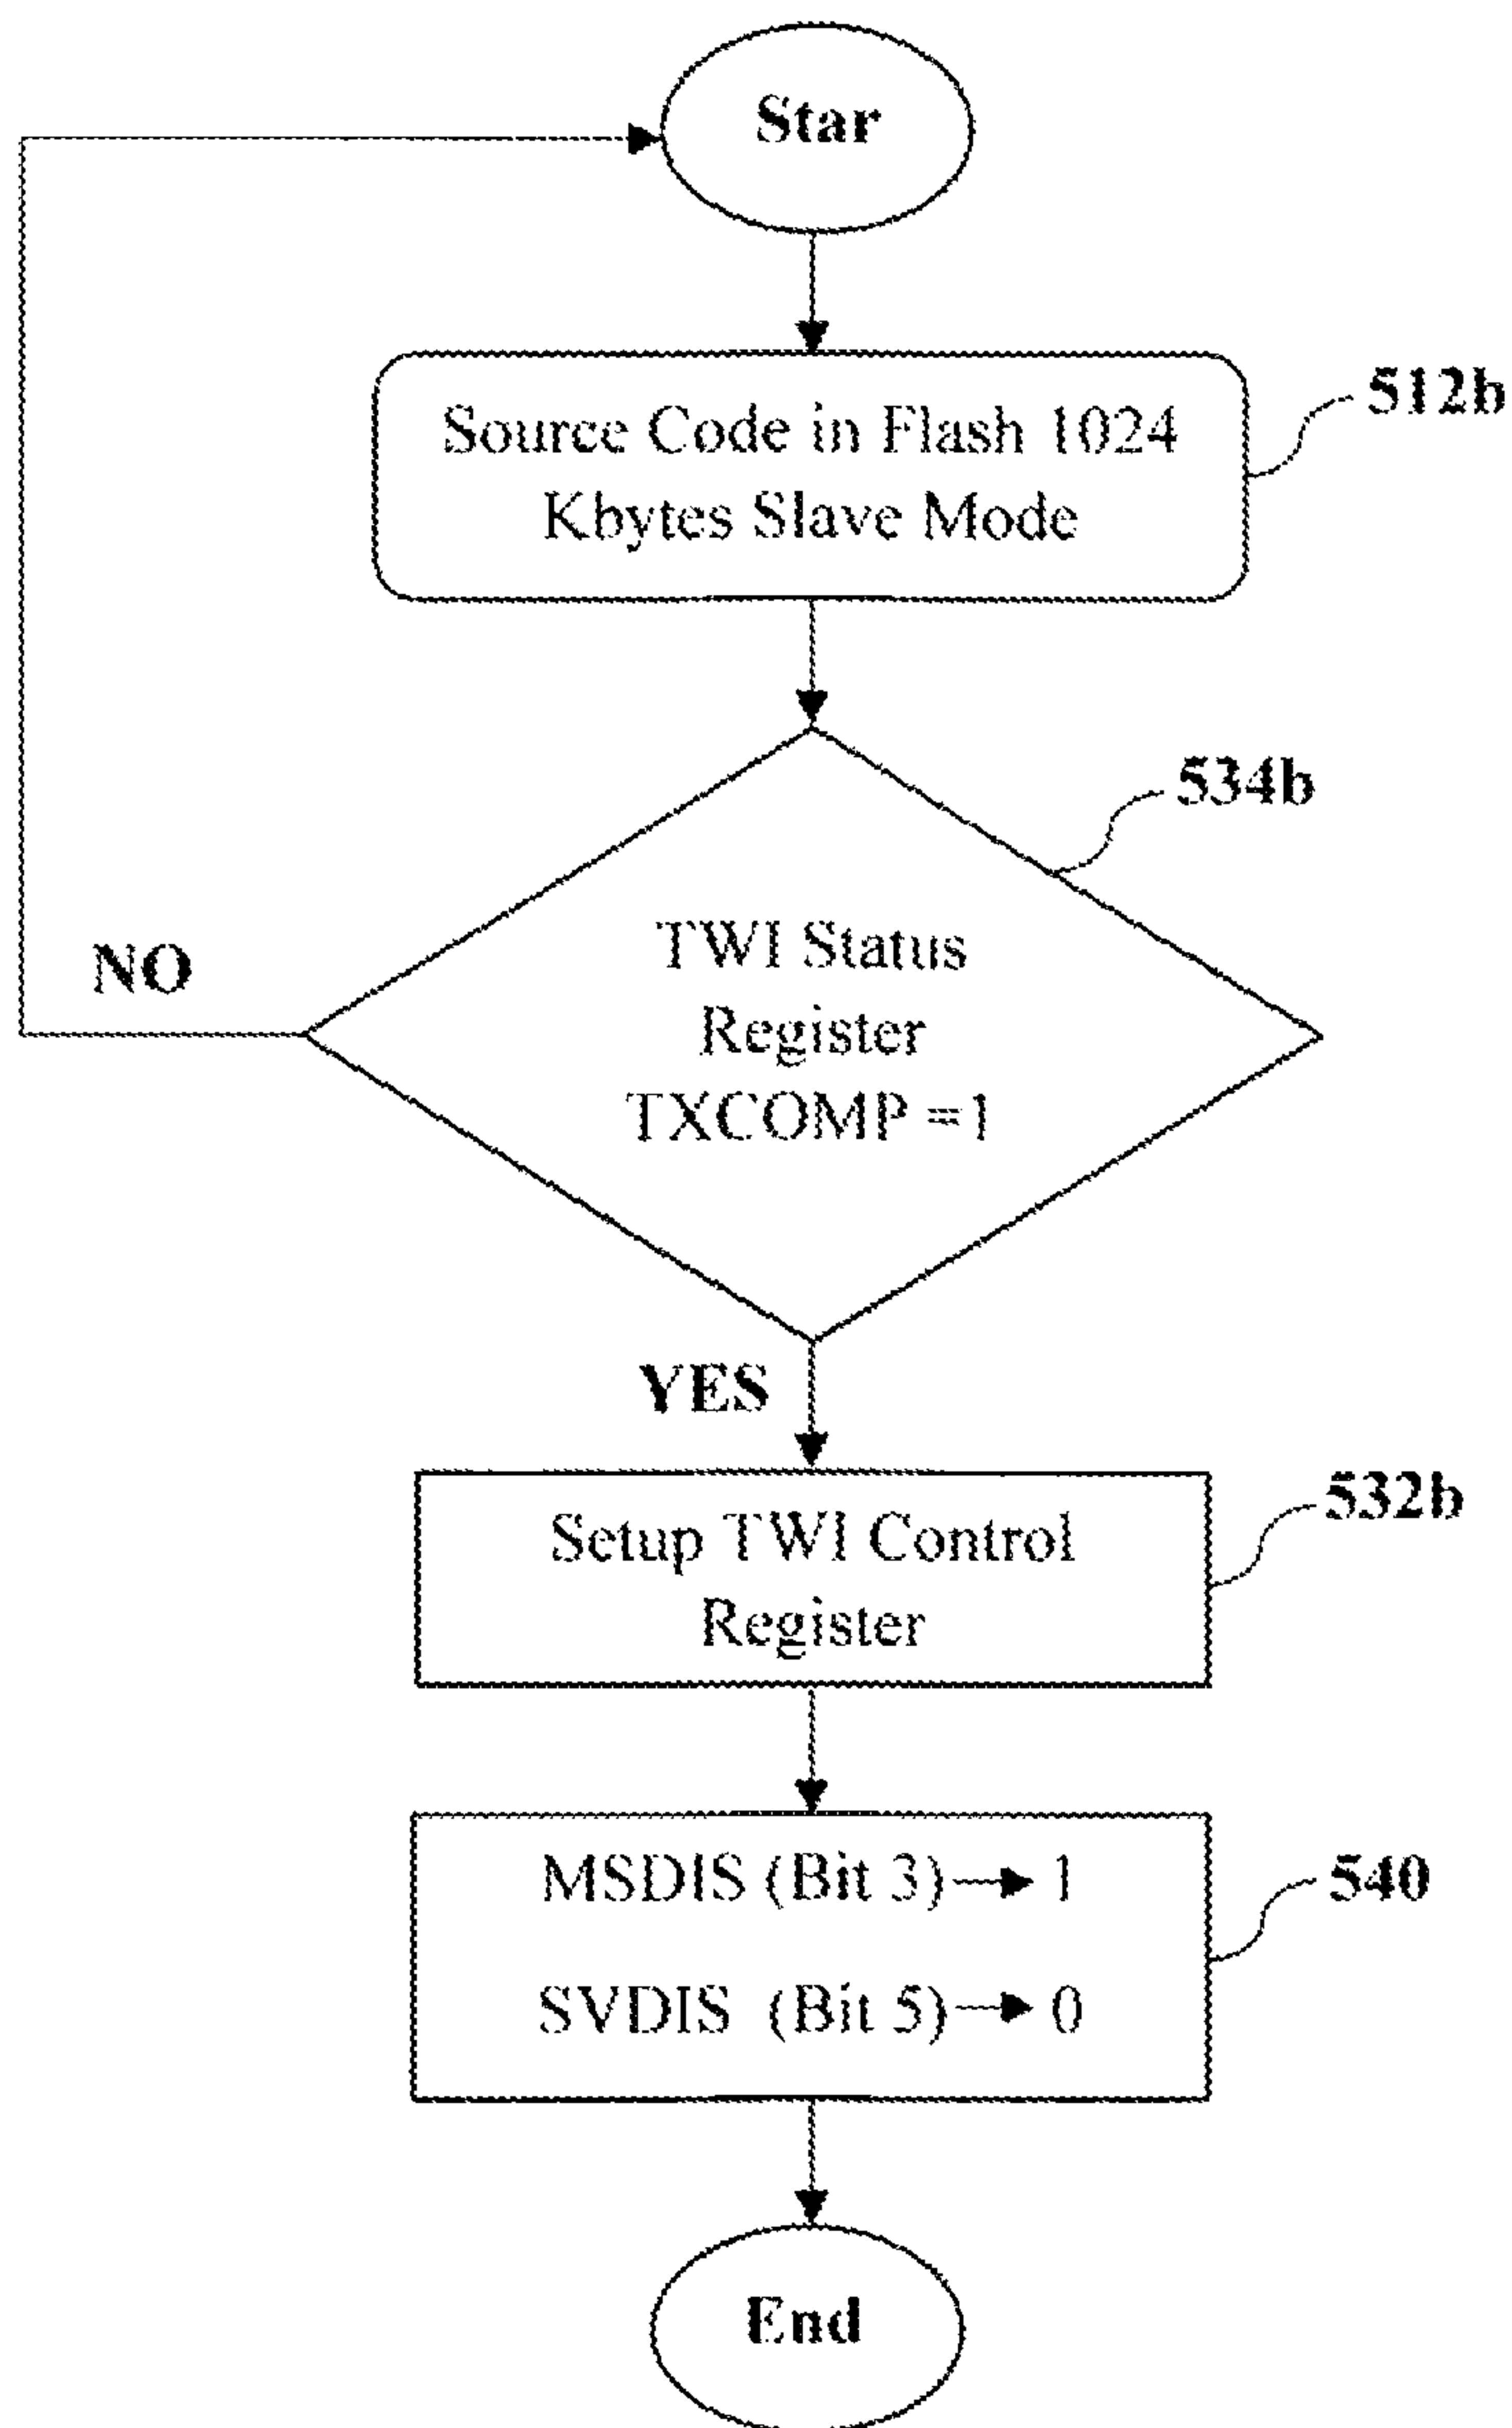 Star
Source Code in Flash 1024
Kbytes Slave Mode
512b
534b
TWI Status
Register
TXCOMP =1
NO
YES
Setup TWI Control
Register
532b
MSDIS (Bit 3) → 1
SVDIS (Bit 5) → 0
540
End